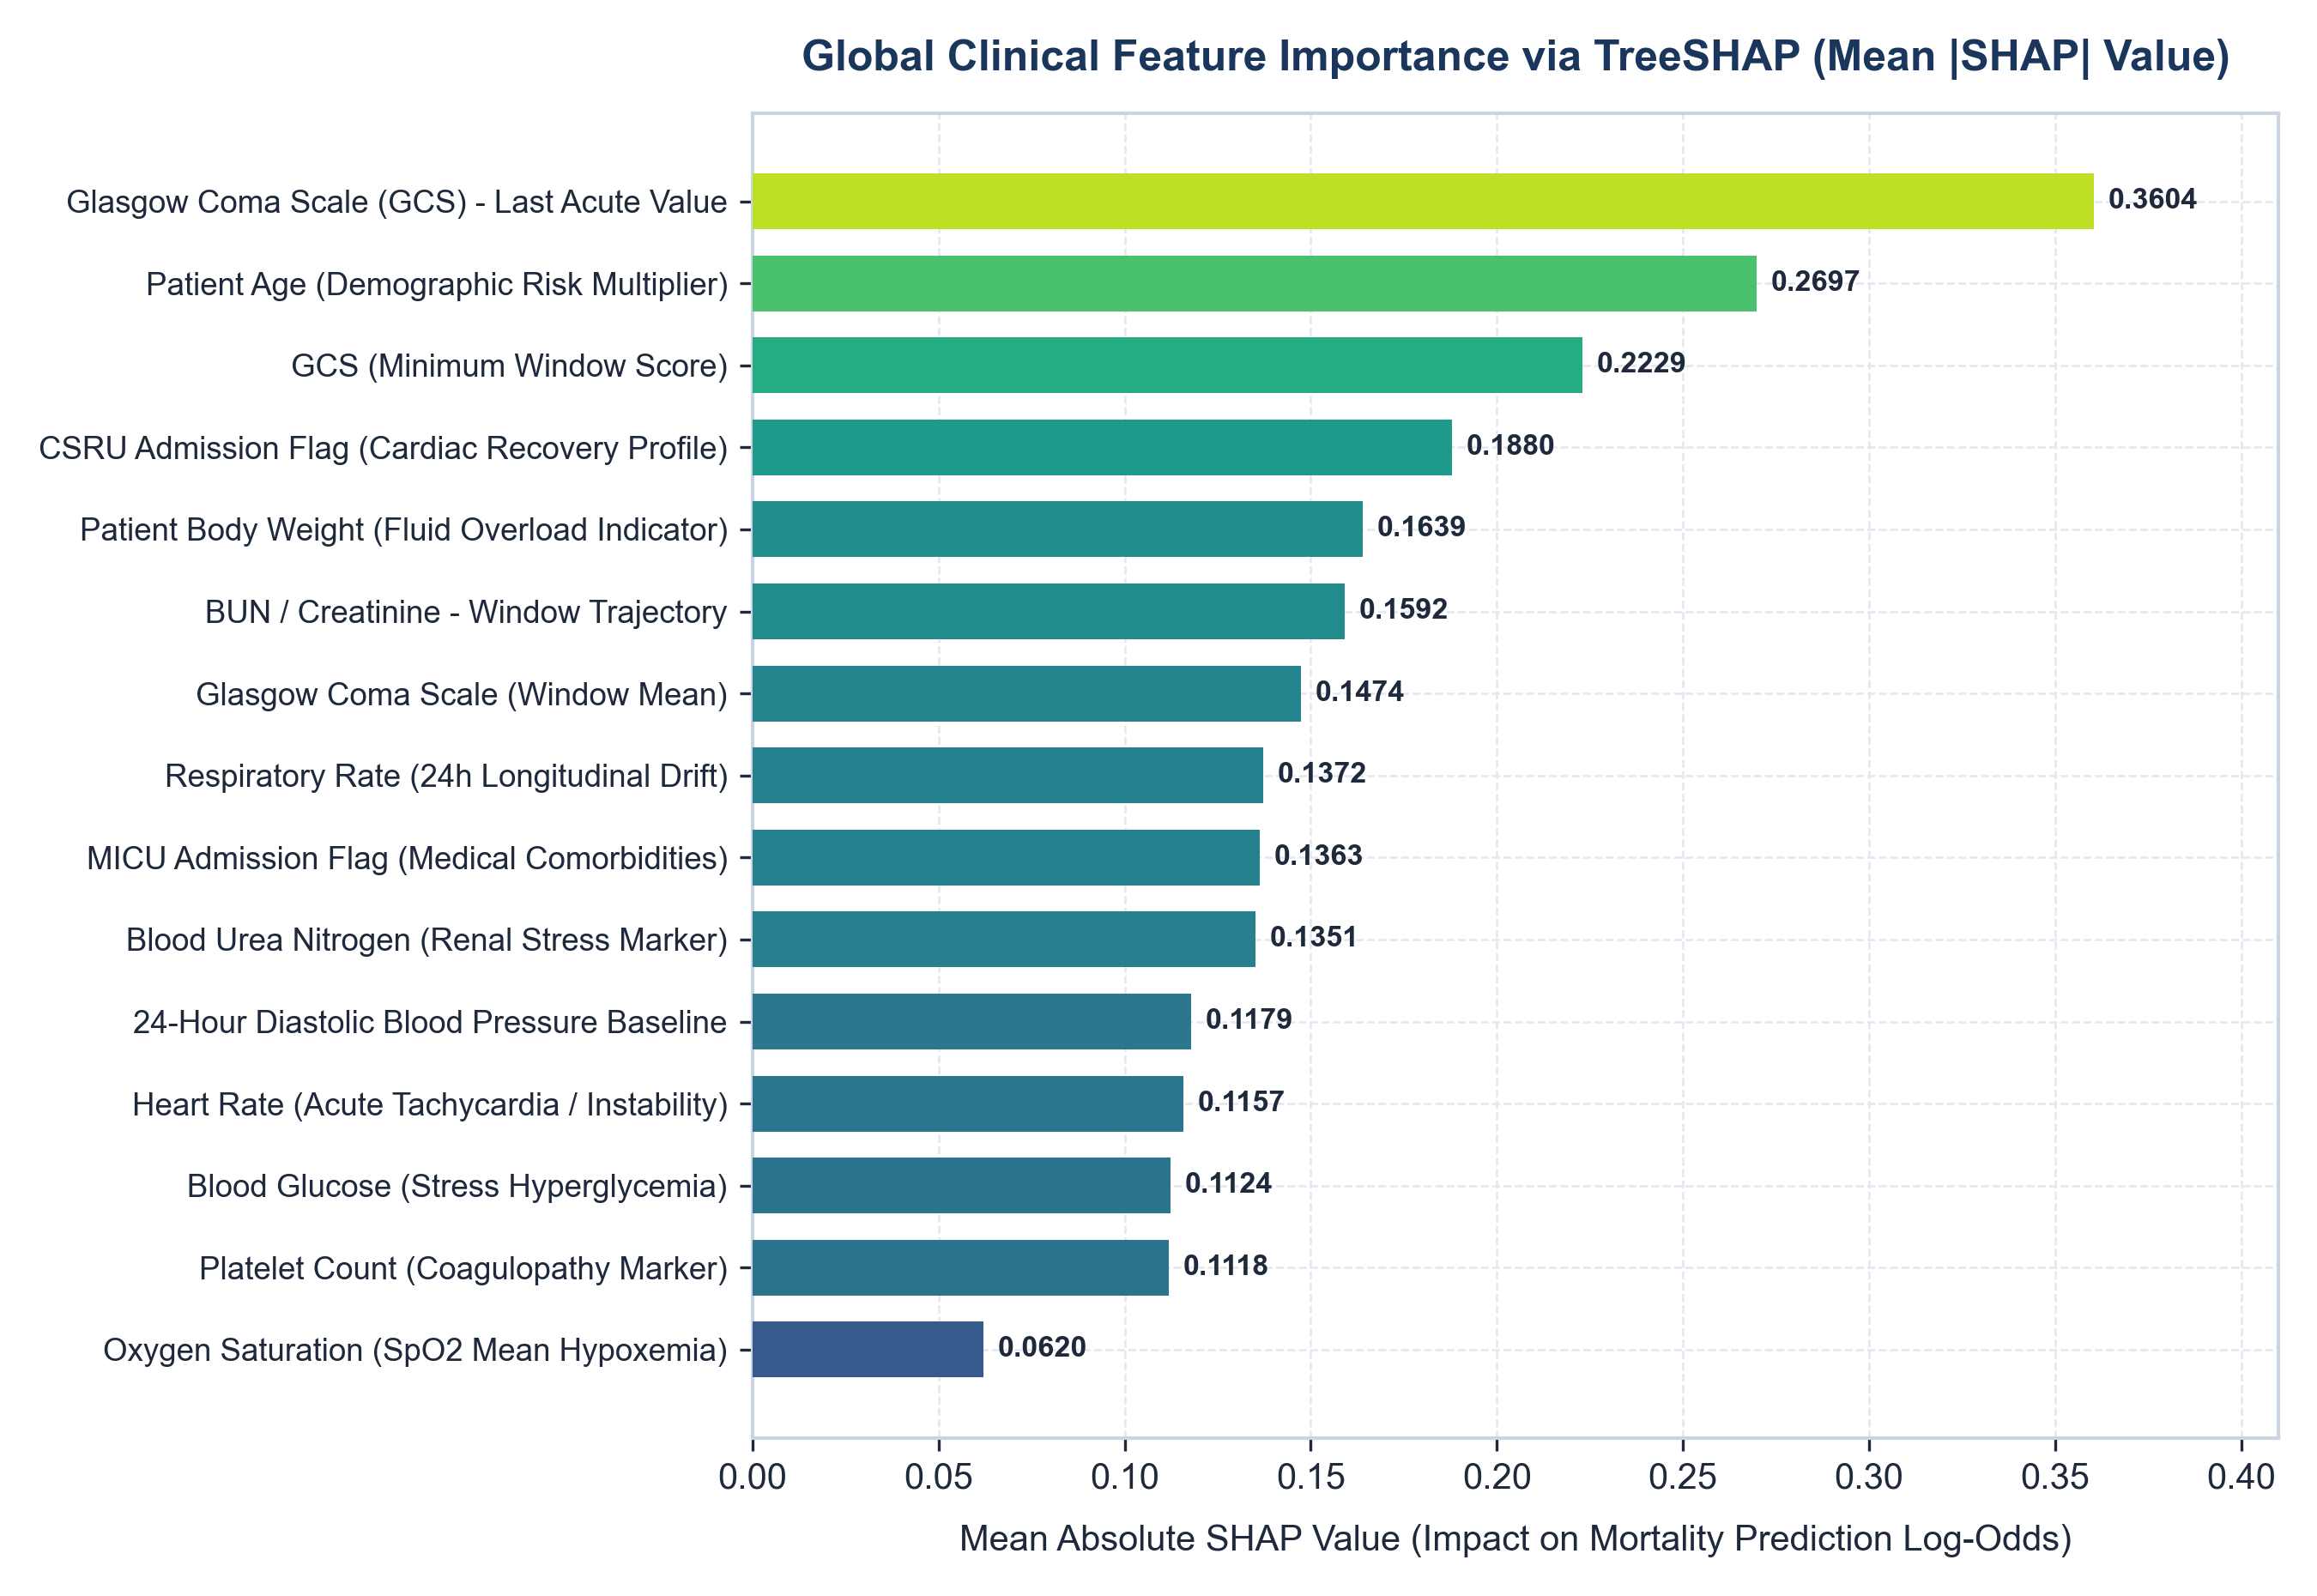 Global Clinical Feature Importance via TreeSHAP (Mean |SHAP| Value)
Glasgow Coma Scale (GCS) - Last Acute Value 0.3604
Patient Age (Demographic Risk Multiplier) 0.2697
GCS (Minimum Window Score) 0.2229
CSRU Admission Flag (Cardiac Recovery Profile) 0.1880
Patient Body Weight (Fluid Overload Indicator) 0.1639
BUN / Creatinine - Window Trajectory 0.1592
Glasgow Coma Scale (Window Mean) 0.1474
Respiratory Rate (24h Longitudinal Drift) 0.1372
MICU Admission Flag (Medical Comorbidities) 0.1363
Blood Urea Nitrogen (Renal Stress Marker) 0.1351
24-Hour Diastolic Blood Pressure Baseline 0.1179
Heart Rate (Acute Tachycardia / Instability) 0.1157
Blood Glucose (Stress Hyperglycemia) 0.1124
Platelet Count (Coagulopathy Marker) 0.1118
Oxygen Saturation (SpO2 Mean Hypoxemia) 0.0620
0.00 0.05 0.10 0.15 0.20 0.25 0.30 0.35 0.40
Mean Absolute SHAP Value (Impact on Mortality Prediction Log-Odds)